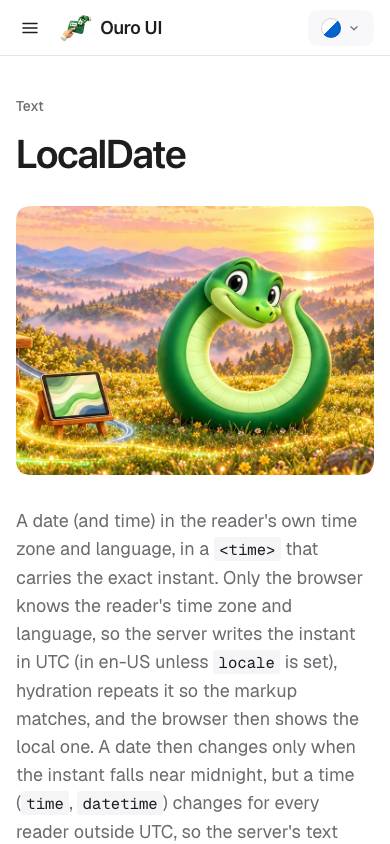 Ouro UI
Text
LocalDate
A date (and time) in the reader's own time
zone and language, in a <time> that
carries the exact instant. Only the browser
knows the reader's time zone and
language, so the server writes the instant
in UTC (in en-US unless locale is set),
hydration repeats it so the markup
matches, and the browser then shows the
local one. A date then changes only when
the instant falls near midnight, but a time
(time, datetime) changes for every
reader outside UTC, so the server's text